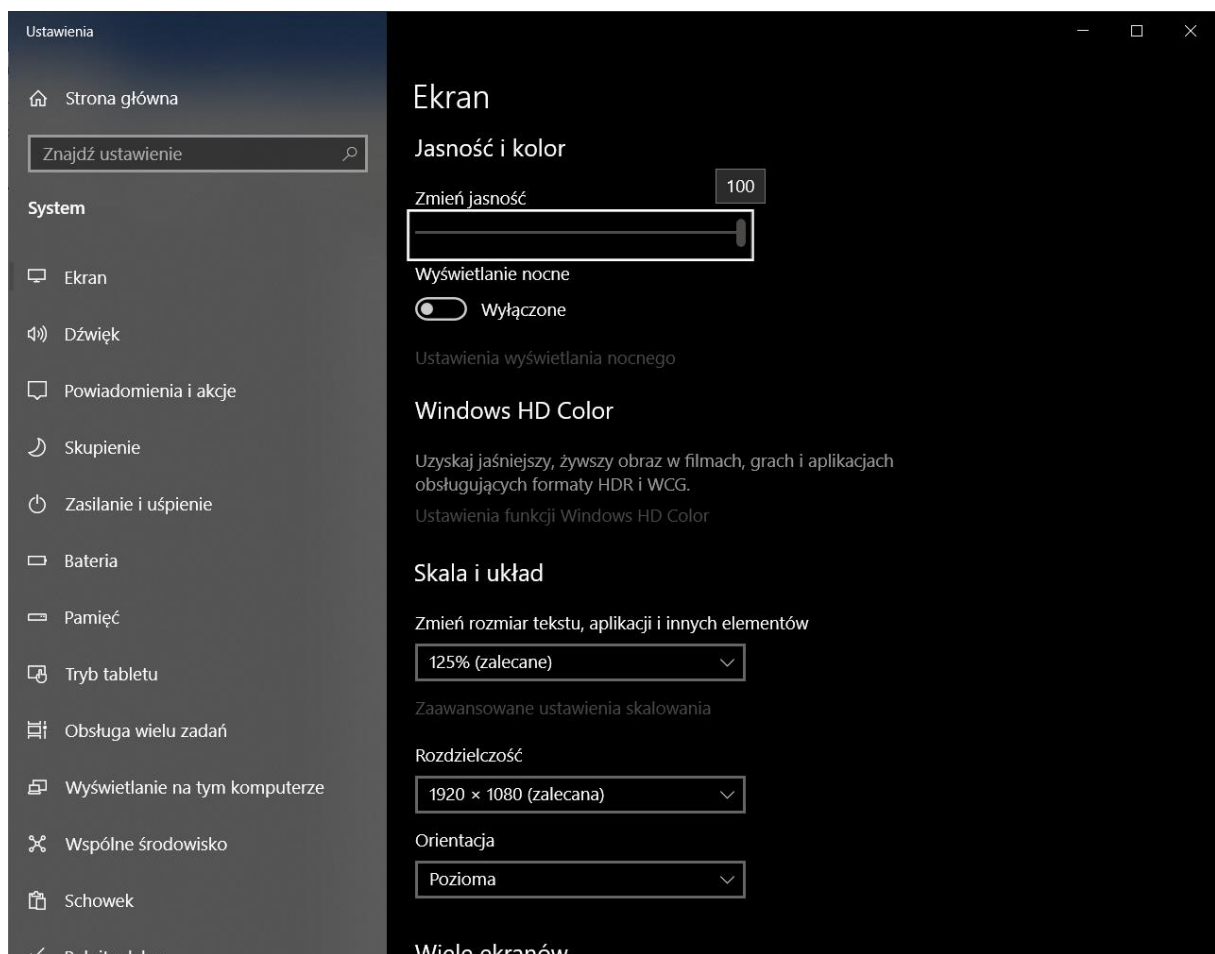 Ustawienia
Strona główna
Znajdź ustawienie
System
Ekran
Dźwięk
Powiadomienia i akcje
Skupienie
Zasilanie i uśpienie
Bateria
Pamięć
Tryb tabletu
Obsługa wielu zadań
Wyświetlanie na tym komputerze
Wspólne środowisko
Schowek
Ekran
Jasność i kolor
Zmień jasność
100
Wyświetlanie nocne
Wyłączone
Ustawienia wyświetlania nocnego
Windows HD Color
Uzyskaj jaśniejszy, żywszy obraz w filmach, grach i aplikacjach
obsługujących formaty HDR i WCG.
Ustawienia funkcji Windows HD Color
Skala i układ
Zmień rozmiar tekstu, aplikacji i innych elementów
125% (zalecane)
Zaawansowane ustawienia skalowania
Rozdzielczość
1920 × 1080 (zalecana)
Orientacja
Pozioma
Wiele ekranów